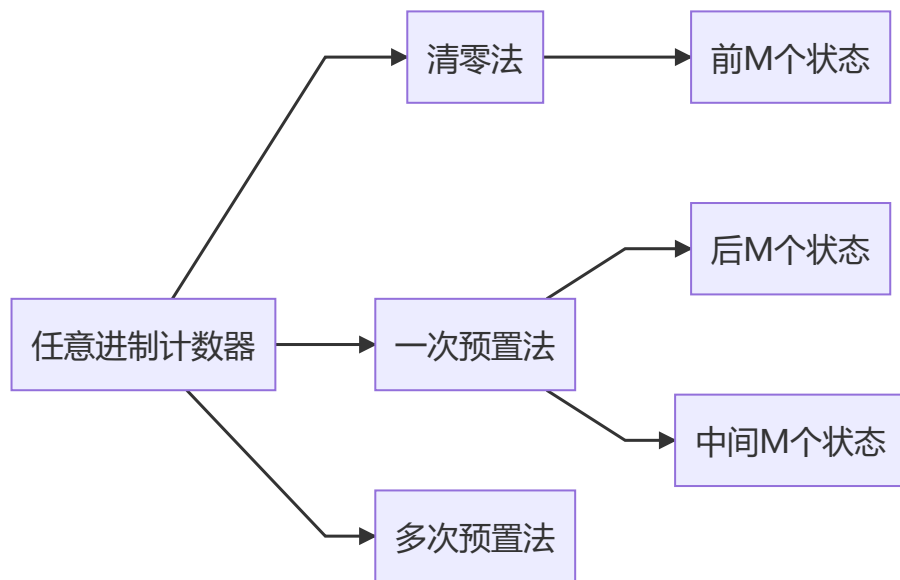 清零法
前M个状态
后M个状态
任意进制计数器
一次预置法
中间M个状态
多次预置法